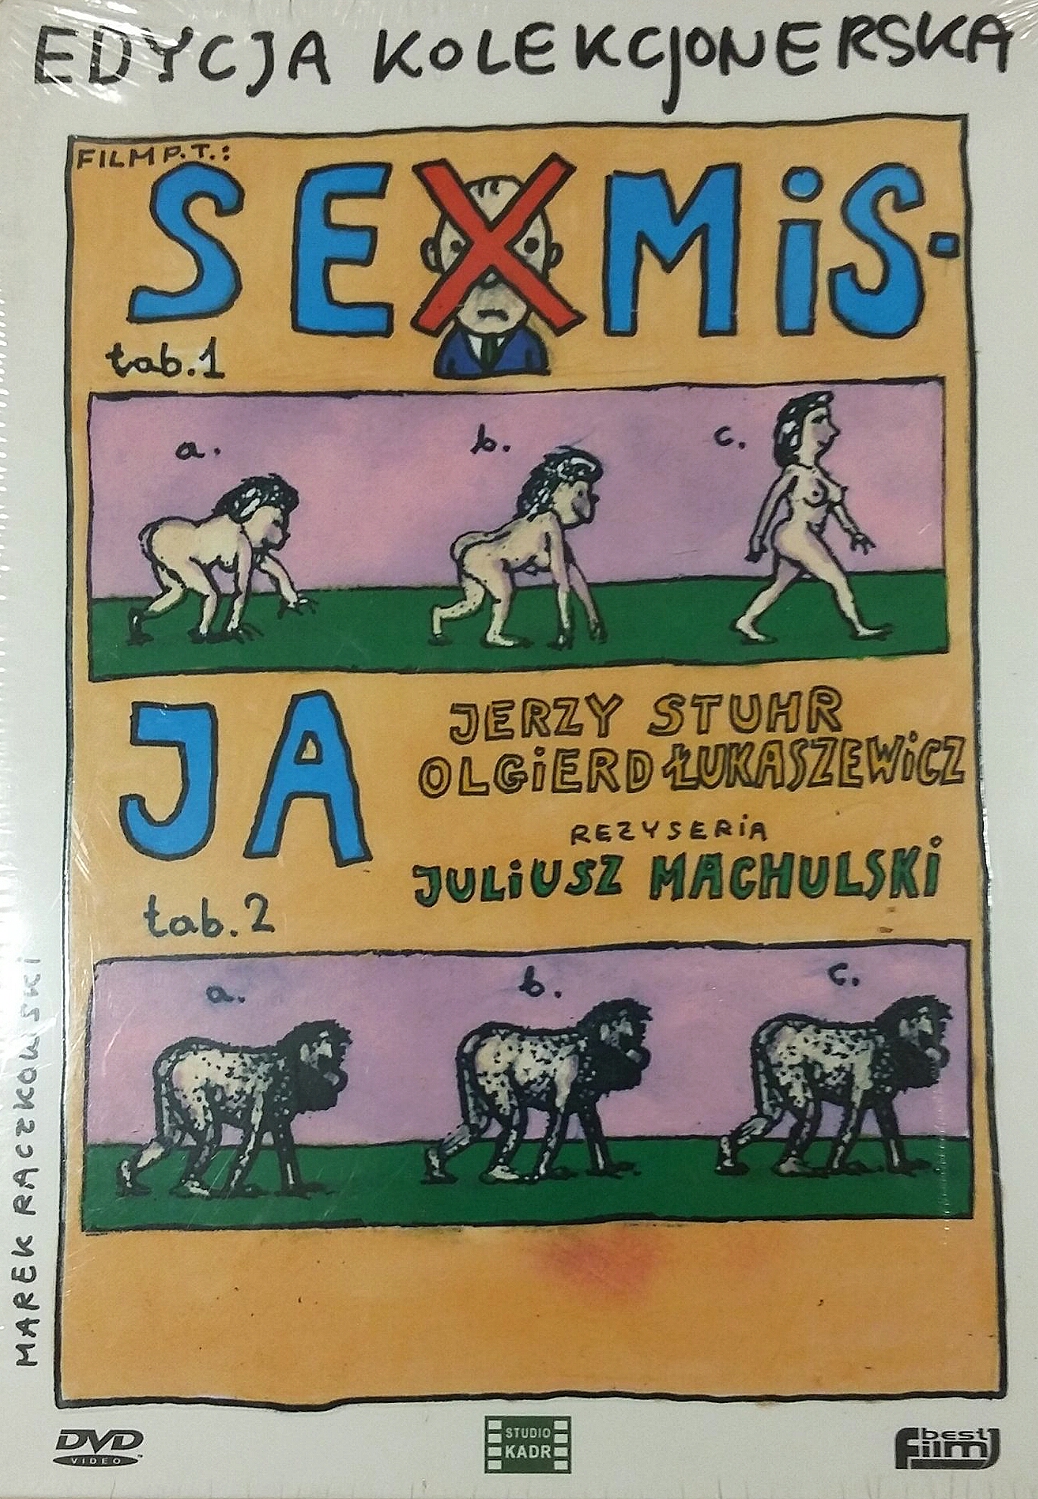 EDYCJA KOLEKCJONERSKA
FILM P.T.:
SEXMiS-
tab.1
a. b. c.
JA
JERZY STUHR
OLGiERD ŁUKASZEWiCZ
REŻYSERiA
JULiUSZ MACHULSKi
tab.2
a. b. c.
MAREK RACZKOWSKI
DVD
VIDEO
STUDIO
KADR
best
film